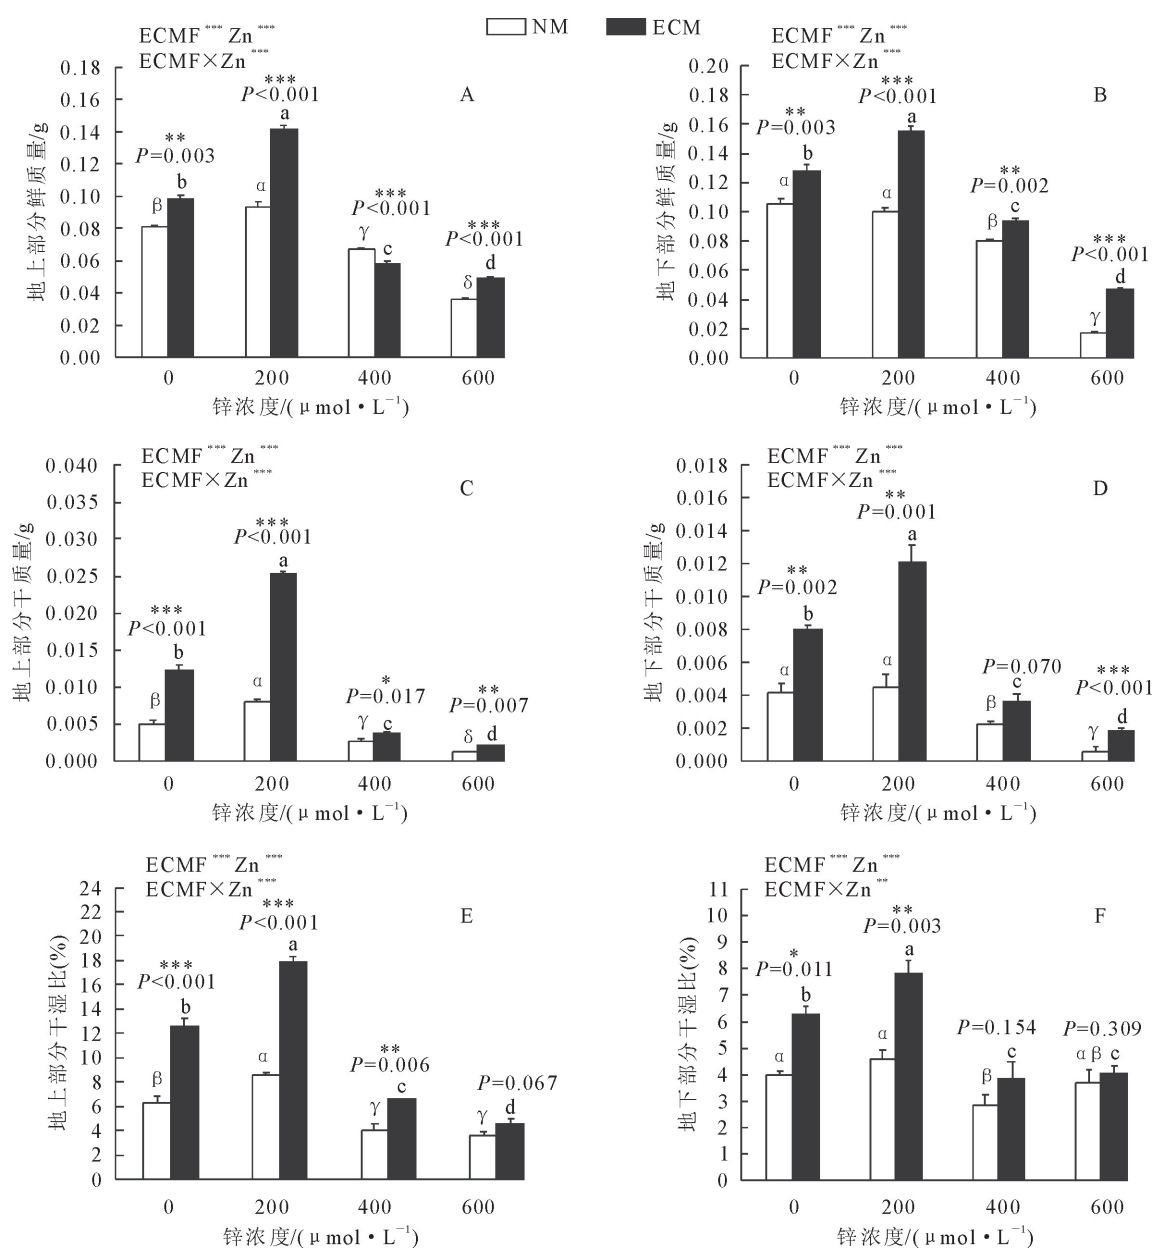 NM ECM
ECMF*** Zn***
ECMF×Zn***
A
地上部分鲜质量/g
0.18
0.16
0.14
0.12
0.10
0.08
0.06
0.04
0.02
0.00
**
P=0.003
β b
***
P<0.001
α a
***
P<0.001
γ c
***
P<0.001
δ d
0 200 400 600
锌浓度/(μmol·L⁻¹)
ECMF*** Zn***
ECMF×Zn***
B
地下部分鲜质量/g
0.20
0.18
0.16
0.14
0.12
0.10
0.08
0.06
0.04
0.02
0.00
**
P=0.003
α b
***
P<0.001
α a
**
P=0.002
β c
***
P<0.001
γ d
0 200 400 600
锌浓度/(μmol·L⁻¹)
ECMF*** Zn***
ECMF×Zn***
C
地上部分干质量/g
0.040
0.035
0.030
0.025
0.020
0.015
0.010
0.005
0.000
***
P<0.001
β b
***
P<0.001
α a
*
P=0.017
γ c
**
P=0.007
δ d
0 200 400 600
锌浓度/(μmol·L⁻¹)
ECMF*** Zn***
ECMF×Zn***
D
地下部分干质量/g
0.018
0.016
0.014
0.012
0.010
0.008
0.006
0.004
0.002
0.000
**
P=0.002
α b
**
P=0.001
α a
P=0.070
β c
***
P<0.001
γ d
0 200 400 600
锌浓度/(μmol·L⁻¹)
ECMF*** Zn***
ECMF×Zn***
E
地上部分干湿比(%)
24
22
20
18
16
14
12
10
8
6
4
2
0
***
P<0.001
β b
***
P<0.001
α a
**
P=0.006
γ c
P=0.067
γ d
0 200 400 600
锌浓度/(μmol·L⁻¹)
ECMF*** Zn***
ECMF×Zn**
F
地下部分干湿比(%)
11
10
9
8
7
6
5
4
3
2
1
0
*
P=0.011
α b
**
P=0.003
α a
P=0.154
β c
P=0.309
αβ c
0 200 400 600
锌浓度/(μmol·L⁻¹)